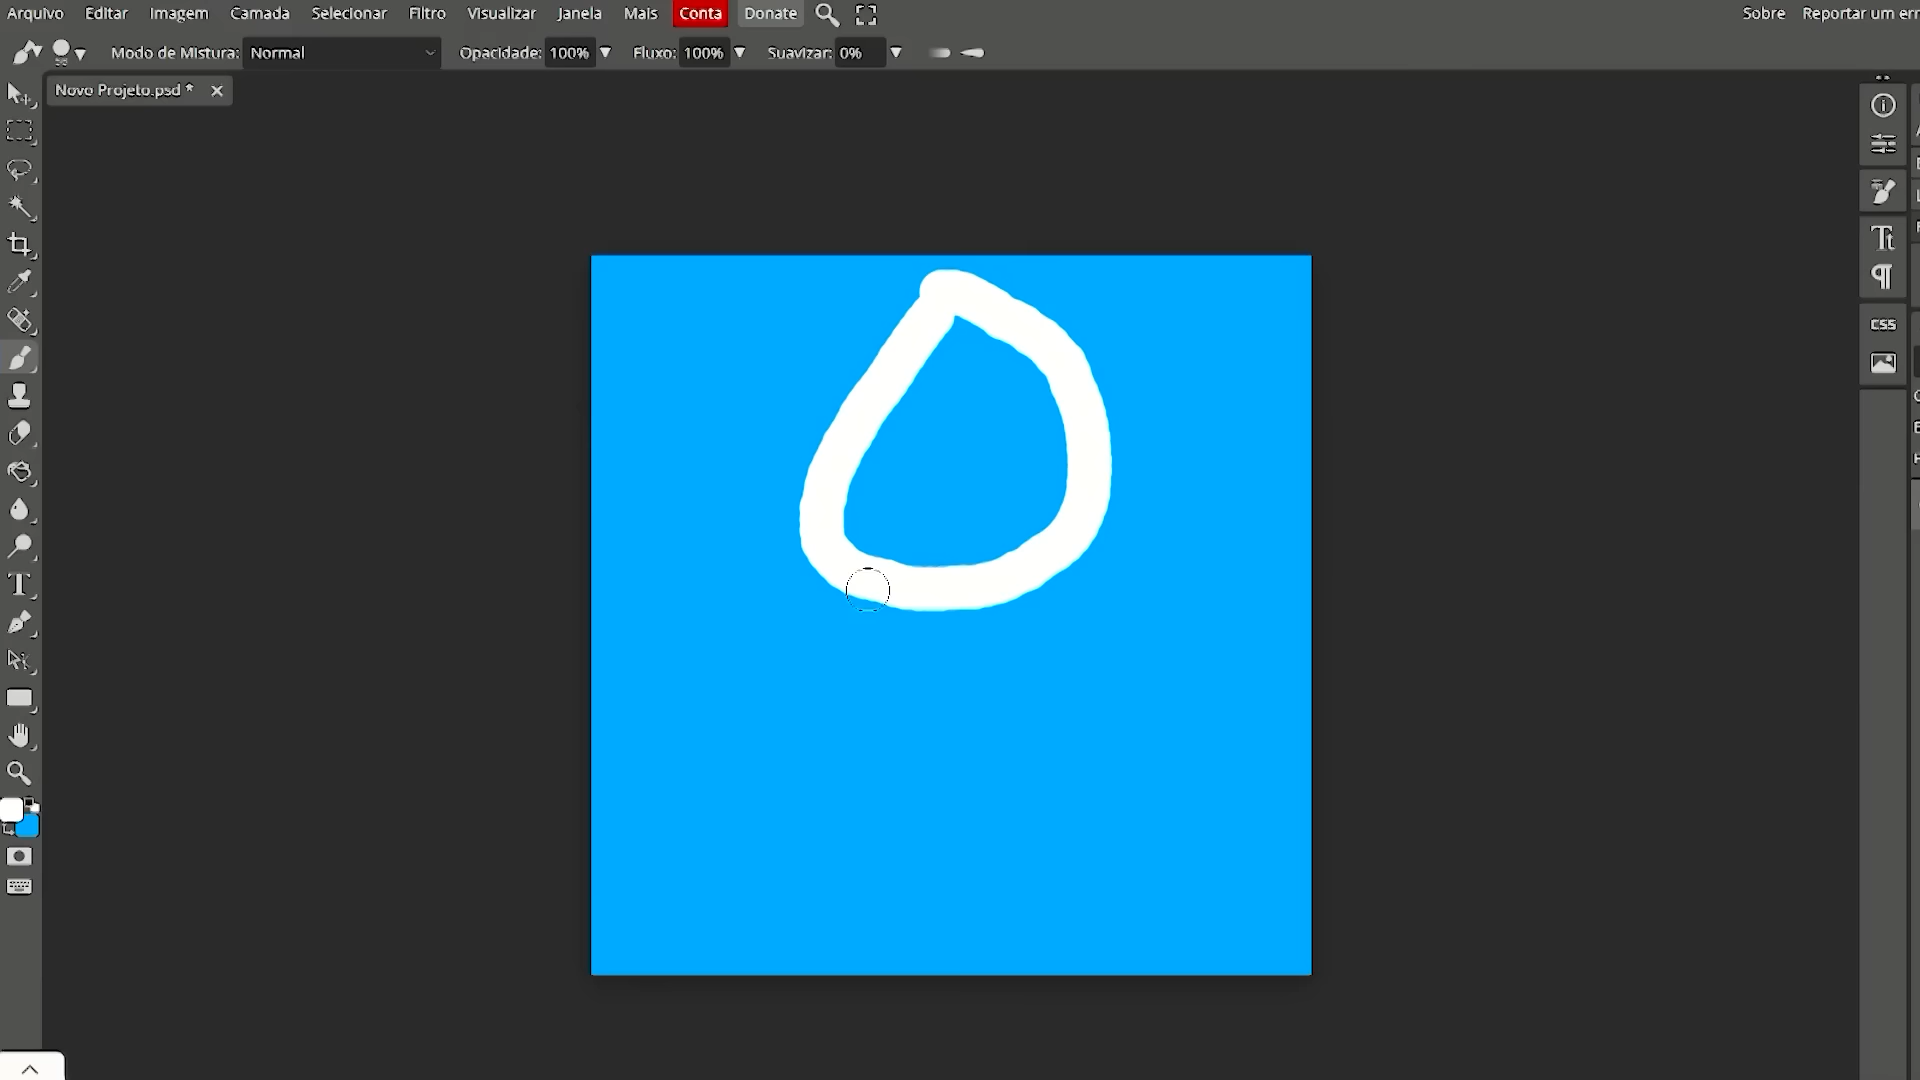 Arquivo Editar Imagem Camada Selecionar Filtro Visualizar Janela Mais Conta Donate Sobre Reportar um err
Modo de Mistura: Normal Opacidade: 100% Fluxo: 100% Suavizar: 0%
Novo Projeto.psd *
CSS